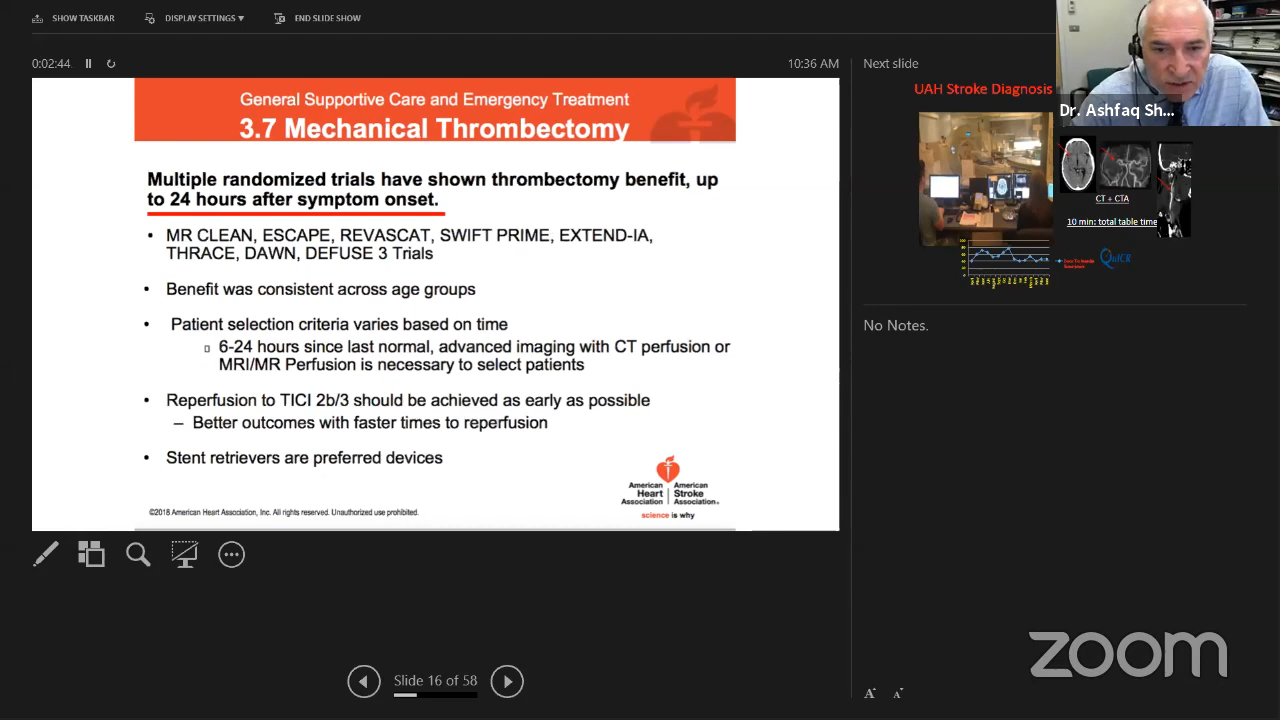 SHOW TASKBAR
DISPLAY SETTINGS ▾
END SLIDE SHOW
0:02:44
10:36 AM
General Supportive Care and Emergency Treatment
3.7 Mechanical Thrombectomy
Multiple randomized trials have shown thrombectomy benefit, up
to 24 hours after symptom onset.
• MR CLEAN, ESCAPE, REVASCAT, SWIFT PRIME, EXTEND-IA,
THRACE, DAWN, DEFUSE 3 Trials
• Benefit was consistent across age groups
• Patient selection criteria varies based on time
6-24 hours since last normal, advanced imaging with CT perfusion or
MRI/MR Perfusion is necessary to select patients
• Reperfusion to TICI 2b/3 should be achieved as early as possible
– Better outcomes with faster times to reperfusion
• Stent retrievers are preferred devices
American
Heart
Association
American
Stroke
Association®
science is why
©2018 American Heart Association, Inc. All rights reserved. Unauthorized use prohibited.
Slide 16 of 58
Next slide
UAH Stroke Diagnosis
Dr. Ashfaq Sh...
CT + CTA
10 min: total table time
QuICR
No Notes.
A A
zoom